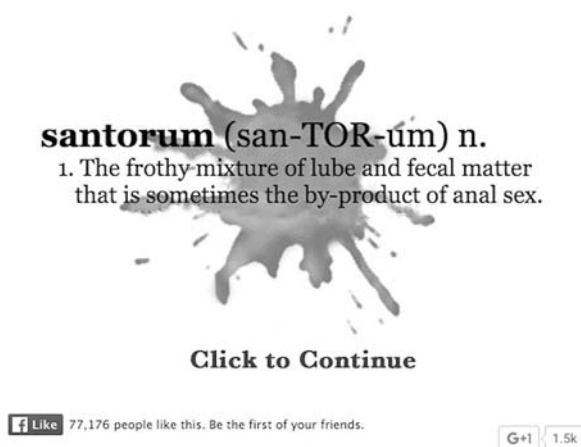 santorum (san-TOR-um) n.
1. The frothy mixture of lube and fecal matter
that is sometimes the by-product of anal sex.
Click to Continue
f Like 77,176 people like this. Be the first of your friends.
G+1 1.5k